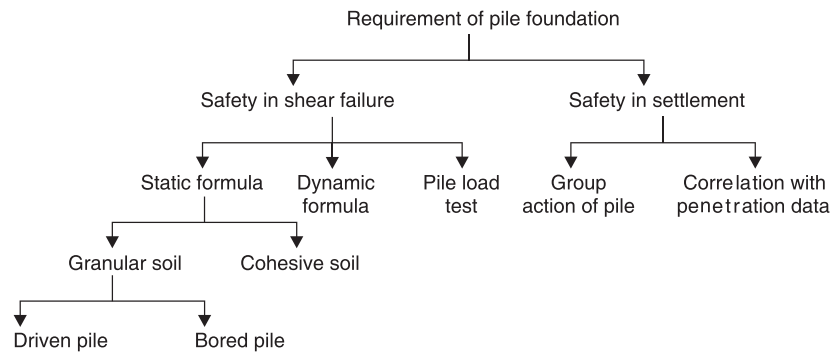 Requirement of pile foundation
Safety in shear failure
Safety in settlement
Static formula
Dynamic
formula
Pile load
test
Group
action of pile
Correlation with
penetration data
Granular soil
Cohesive soil
Driven pile
Bored pile